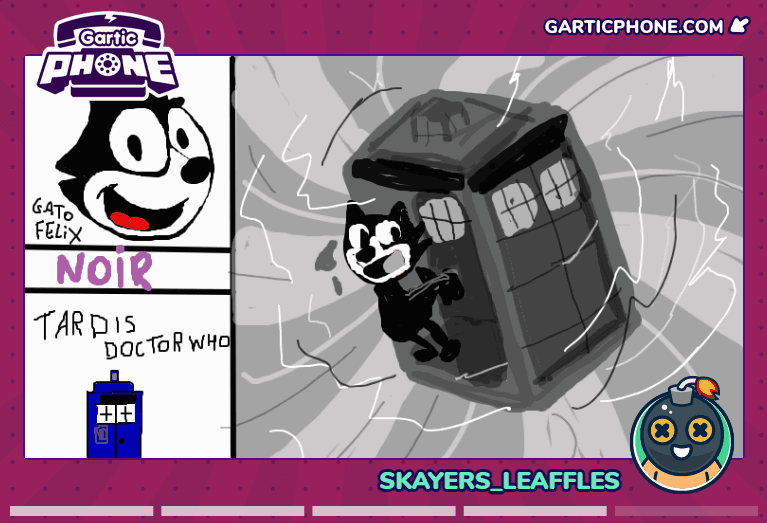 Gartic
PHONE
GARTICPHONE.COM
GATO
FELIX
NOIR
TARDIS
DOCTOR WHO
SKAYERS_LEAFFLES